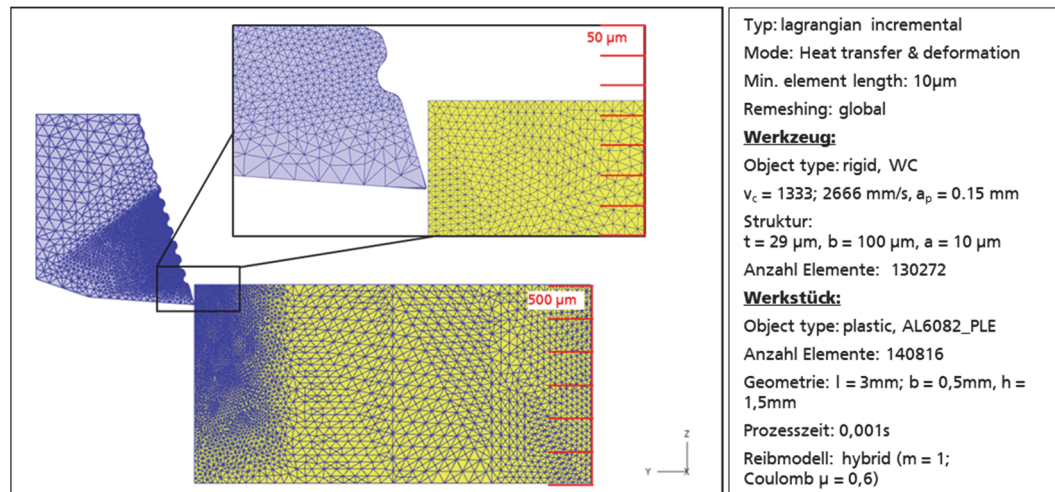 50 µm
500 µm
Z
Y
X
Typ: lagrangian incremental
Mode: Heat transfer & deformation
Min. element length: 10µm
Remeshing: global
Werkzeug:
Object type: rigid, WC
vc = 1333; 2666 mm/s, ap = 0.15 mm
Struktur:
t = 29 µm, b = 100 µm, a = 10 µm
Anzahl Elemente: 130272
Werkstück:
Object type: plastic, AL6082_PLE
Anzahl Elemente: 140816
Geometrie: l = 3mm; b = 0,5mm, h =
1,5mm
Prozesszeit: 0,001s
Reibmodell: hybrid (m = 1;
Coulomb µ = 0,6)